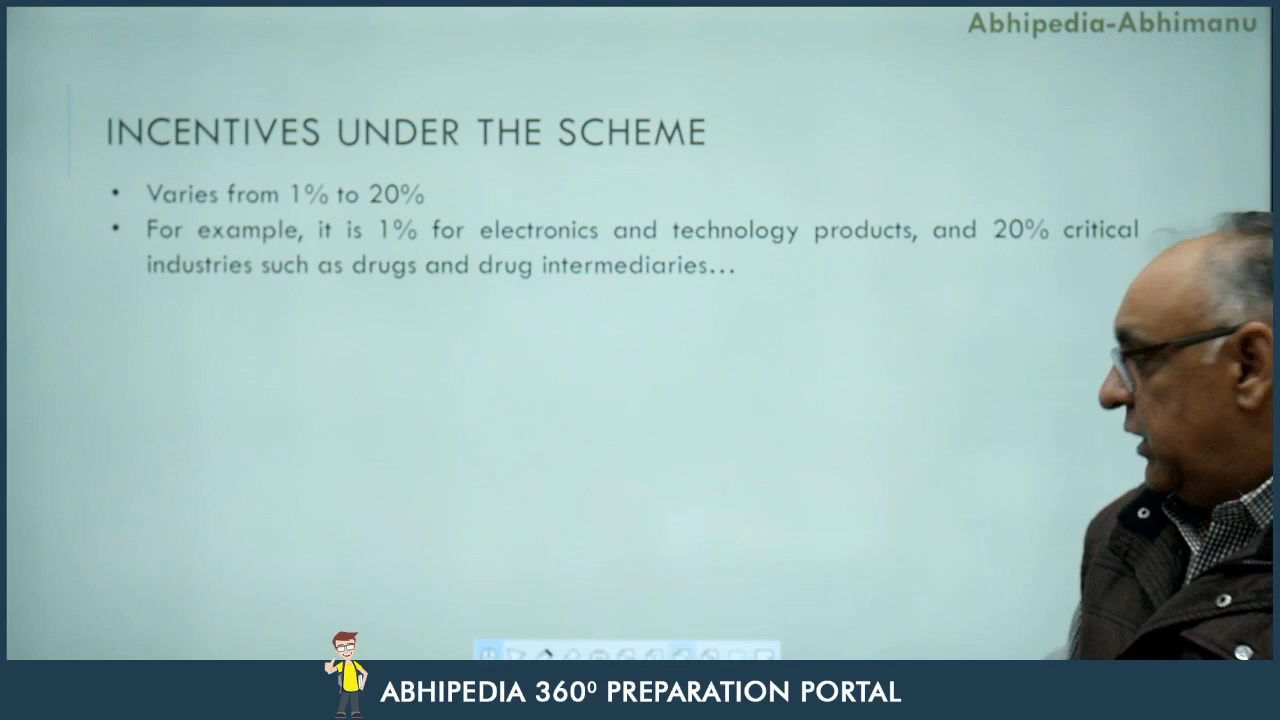 Abhipedia-Abhimanu
INCENTIVES UNDER THE SCHEME
• Varies from 1% to 20%
• For example, it is 1% for electronics and technology products, and 20% critical
industries such as drugs and drug intermediaries...
ABHIPEDIA 360⁰ PREPARATION PORTAL